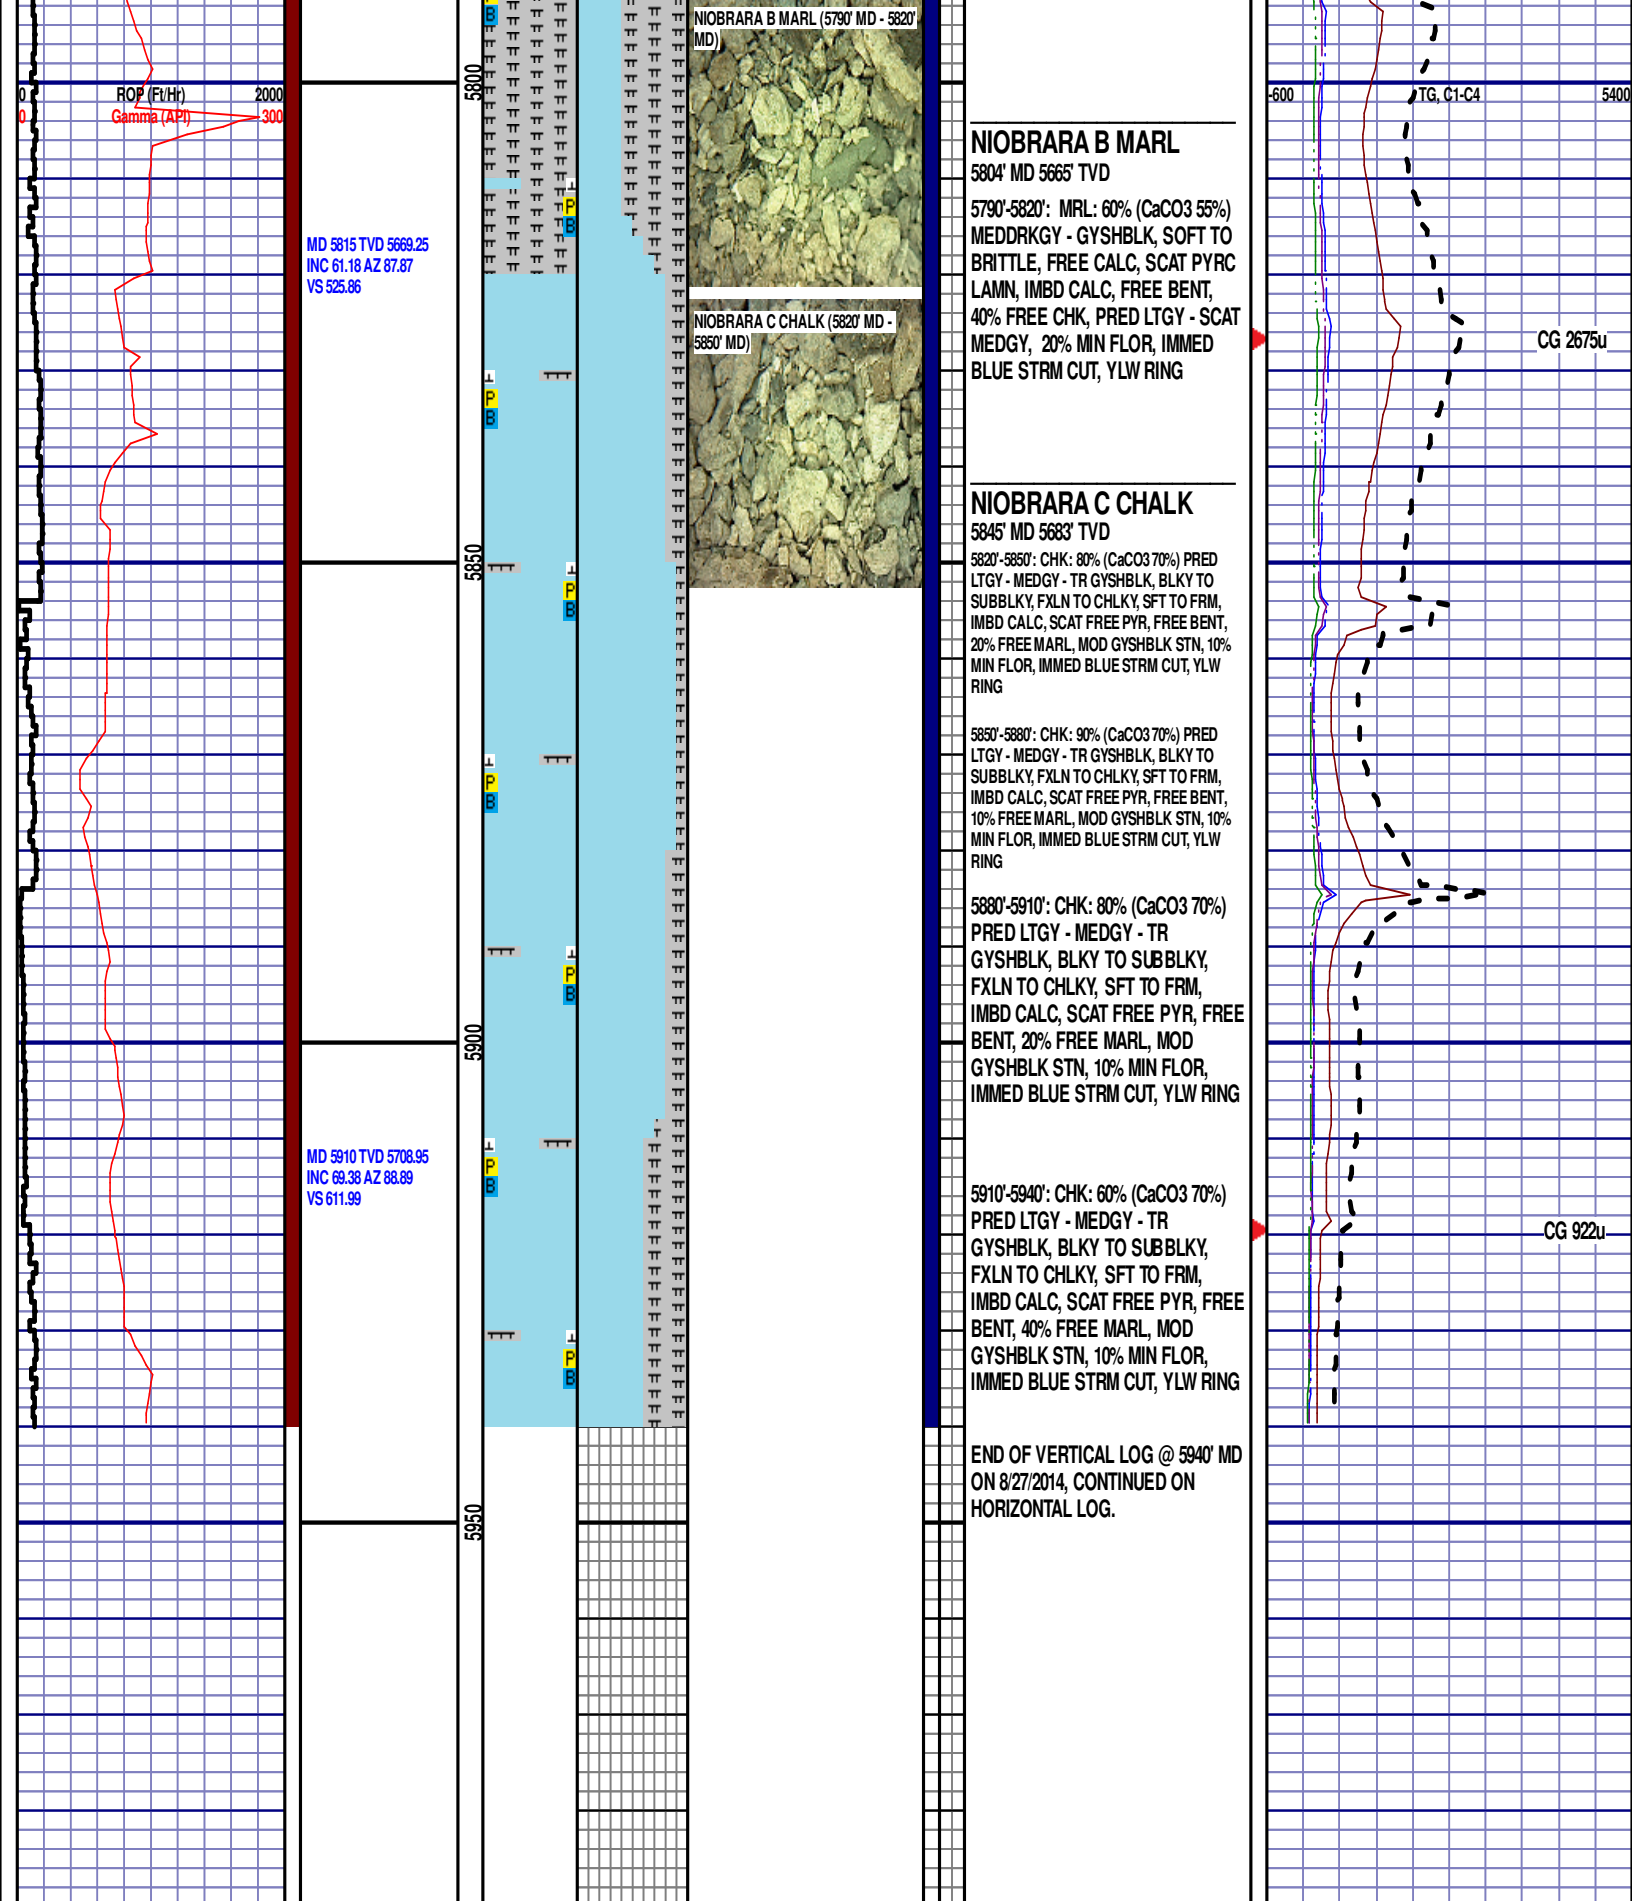 B
NIOBRARA B MARL (5790' MD - 5820'
MD)
5800
0 ROP (Ft/Hr) 2000
0 Gamma (API) 300
-600 TG, C1-C4 5400
NIOBRARA B MARL
5804' MD 5665' TVD
5790'-5820': MRL: 60% (CaCO3 55%)
MEDDRKGY - GYSHBLK, SOFT TO
BRITTLE, FREE CALC, SCAT PYRC
LAMN, IMBD CALC, FREE BENT,
40% FREE CHK, PRED LTGY - SCAT
MEDGY, 20% MIN FLOR, IMMED
BLUE STRM CUT, YLW RING
P
B
MD 5815 TVD 5669.25
INC 61.18 AZ 87.87
VS 525.86
NIOBRARA C CHALK (5820' MD -
5850' MD)
CG 2675u
P
B
NIOBRARA C CHALK
5845' MD 5683' TVD
5850
5820'-5850': CHK: 80% (CaCO3 70%) PRED
LTGY - MEDGY - TR GYSHBLK, BLKY TO
SUBBLKY, FXLN TO CHLKY, SFT TO FRM,
IMBD CALC, SCAT FREE PYR, FREE BENT,
20% FREE MARL, MOD GYSHBLK STN, 10%
MIN FLOR, IMMED BLUE STRM CUT, YLW
RING
P
B
5850'-5880': CHK: 90% (CaCO3 70%) PRED
LTGY - MEDGY - TR GYSHBLK, BLKY TO
SUBBLKY, FXLN TO CHLKY, SFT TO FRM,
IMBD CALC, SCAT FREE PYR, FREE BENT,
10% FREE MARL, MOD GYSHBLK STN, 10%
MIN FLOR, IMMED BLUE STRM CUT, YLW
RING
P
B
5880'-5910': CHK: 80% (CaCO3 70%)
PRED LTGY - MEDGY - TR
GYSHBLK, BLKY TO SUBBLKY,
FXLN TO CHLKY, SFT TO FRM,
IMBD CALC, SCAT FREE PYR, FREE
BENT, 20% FREE MARL, MOD
GYSHBLK STN, 10% MIN FLOR,
IMMED BLUE STRM CUT, YLW RING
P
B
5900
MD 5910 TVD 5708.95
INC 69.38 AZ 88.89
VS 611.99
P
B
5910'-5940': CHK: 60% (CaCO3 70%)
PRED LTGY - MEDGY - TR
GYSHBLK, BLKY TO SUBBLKY,
FXLN TO CHLKY, SFT TO FRM,
IMBD CALC, SCAT FREE PYR, FREE
BENT, 40% FREE MARL, MOD
GYSHBLK STN, 10% MIN FLOR,
IMMED BLUE STRM CUT, YLW RING
CG 922u
P
B
END OF VERTICAL LOG @ 5940' MD
ON 8/27/2014, CONTINUED ON
HORIZONTAL LOG.
5950